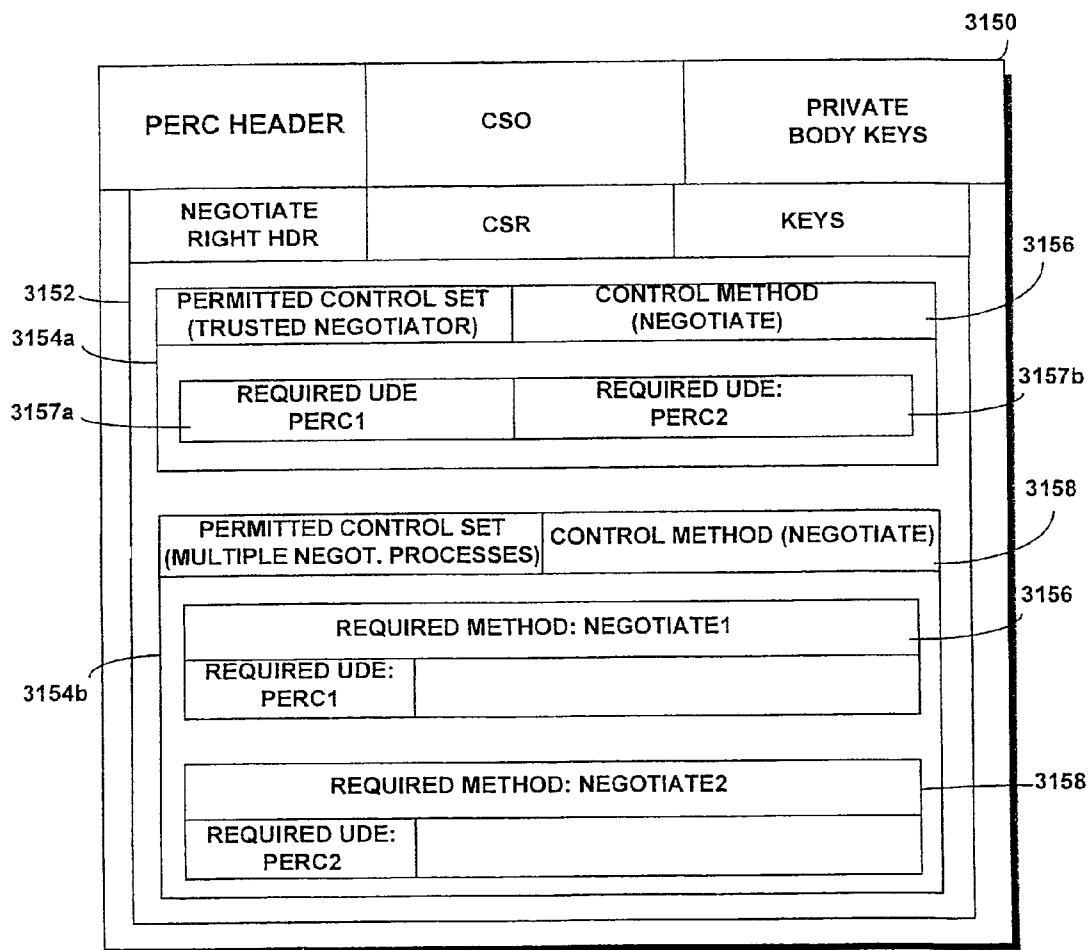 3150
PERC HEADER
CSO
PRIVATE
BODY KEYS
NEGOTIATE
RIGHT HDR
CSR
KEYS
3156
3152
PERMITTED CONTROL SET
(TRUSTED NEGOTIATOR)
CONTROL METHOD
(NEGOTIATE)
3154a
3157a
REQUIRED UDE
PERC1
REQUIRED UDE:
PERC2
3157b
3158
PERMITTED CONTROL SET
(MULTIPLE NEGOT. PROCESSES)
CONTROL METHOD (NEGOTIATE)
3156
REQUIRED METHOD: NEGOTIATE1
REQUIRED UDE:
PERC1
3154b
REQUIRED METHOD: NEGOTIATE2
3158
REQUIRED UDE:
PERC2